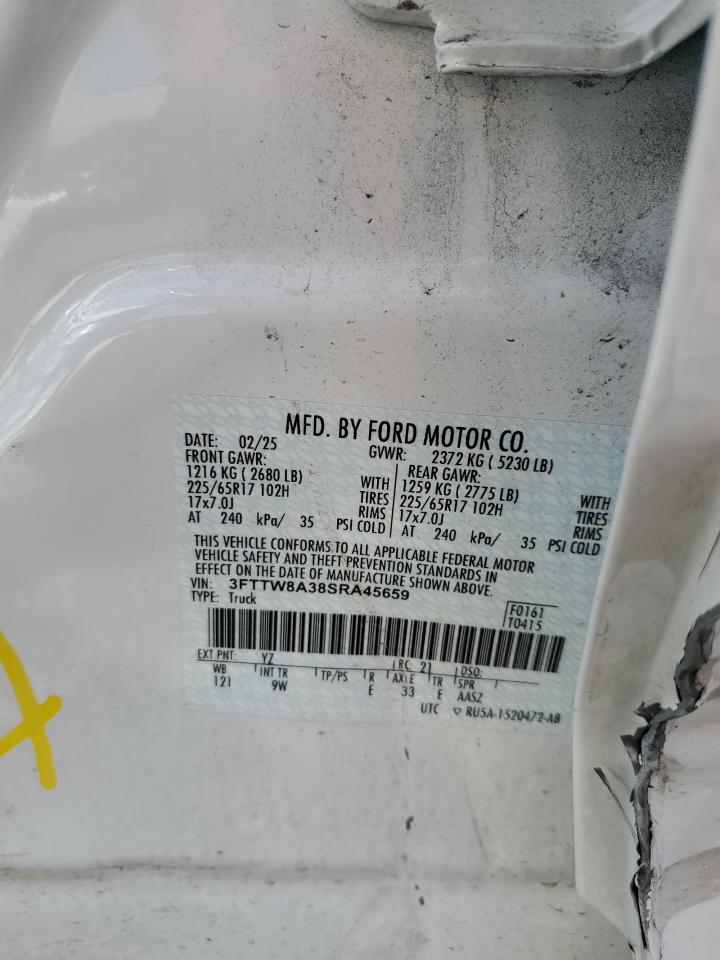 MFD. BY FORD MOTOR CO.
DATE: 02/25 GVWR: 2372 KG ( 5230 LB)
FRONT GAWR: REAR GAWR:
1216 KG ( 2680 LB) WITH 1259 KG ( 2775 LB) WITH
225/65R17 102H TIRES 225/65R17 102H TIRES
17x7.0J RIMS 17x7.0J RIMS
AT 240 kPa/ 35 PSI COLD AT 240 kPa/ 35 PSI COLD
THIS VEHICLE CONFORMS TO ALL APPLICABLE FEDERAL MOTOR
VEHICLE SAFETY AND THEFT PREVENTION STANDARDS IN
EFFECT ON THE DATE OF MANUFACTURE SHOWN ABOVE.
VIN: 3FTTW8A38SRA45659
TYPE: Truck
F0161
T0415
EXT PNT: YZ RC: 21 DSO:
WB INT TR TP/PS R AXLE TR SPR
121 9W E 33 E AASZ
UTC ▽ RU5A-1520472-AB